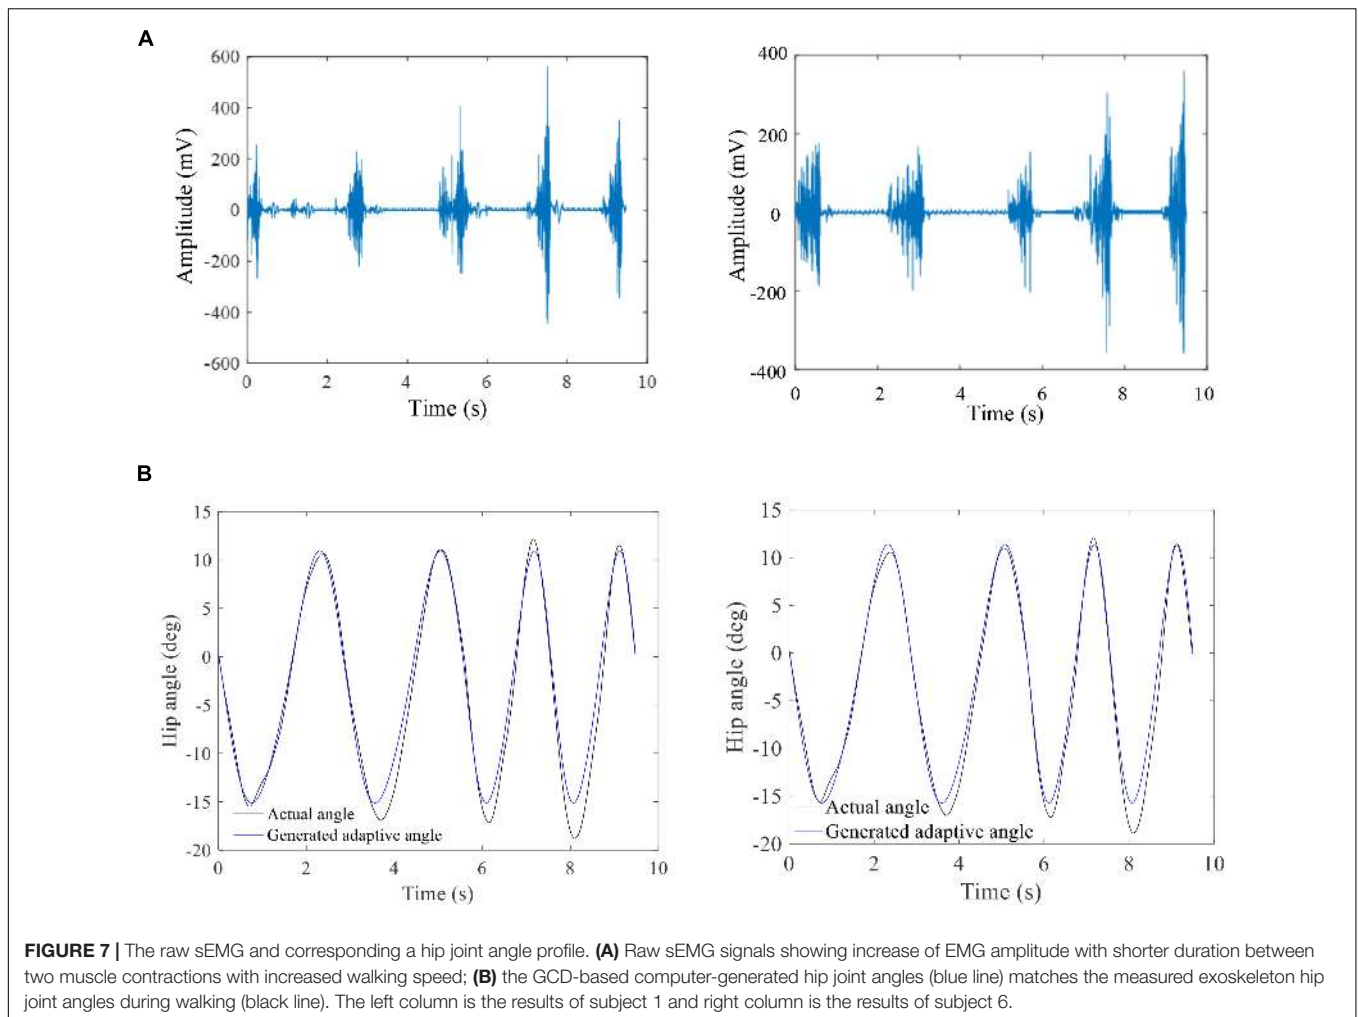 A
600
400
200
0
-200
-400
-600
0 2 4 6 8 10
Amplitude (mV)
Time (s)
400
200
0
-200
-400
0 2 4 6 8 10
Amplitude (mV)
Time (s)
B
15
10
5
0
-5
-10
-15
-20
0 2 4 6 8 10
Hip angle (deg)
Actual angle
Generated adaptive angle
Time (s)
15
10
5
0
-5
-10
-15
-20
0 2 4 6 8 10
Hip angle (deg)
Actual angle
Generated adaptive angle
Time (s)
FIGURE 7 | The raw sEMG and corresponding a hip joint angle profile. (A) Raw sEMG signals showing increase of EMG amplitude with shorter duration between
two muscle contractions with increased walking speed; (B) the GCD-based computer-generated hip joint angles (blue line) matches the measured exoskeleton hip
joint angles during walking (black line). The left column is the results of subject 1 and right column is the results of subject 6.